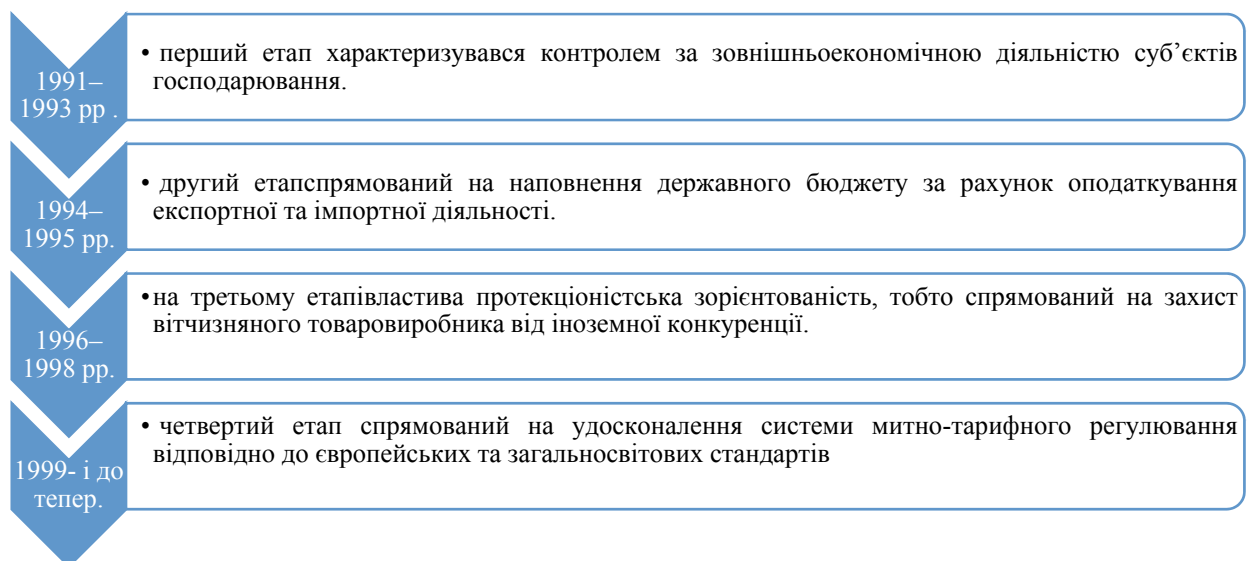 1991–
1993 рр .
• перший етап характеризувався контролем за зовнішньоекономічною діяльністю суб’єктів
господарювання.
1994–
1995 рр.
• другий етапспрямований на наповнення державного бюджету за рахунок оподаткування
експортної та імпортної діяльності.
1996–
1998 рр.
•на третьому етапівластива протекціоністська зорієнтованість, тобто спрямований на захист
вітчизняного товаровиробника від іноземної конкуренції.
1999- і до
тепер.
• четвертий етап спрямований на удосконалення системи митно-тарифного регулювання
відповідно до європейських та загальносвітових стандартів